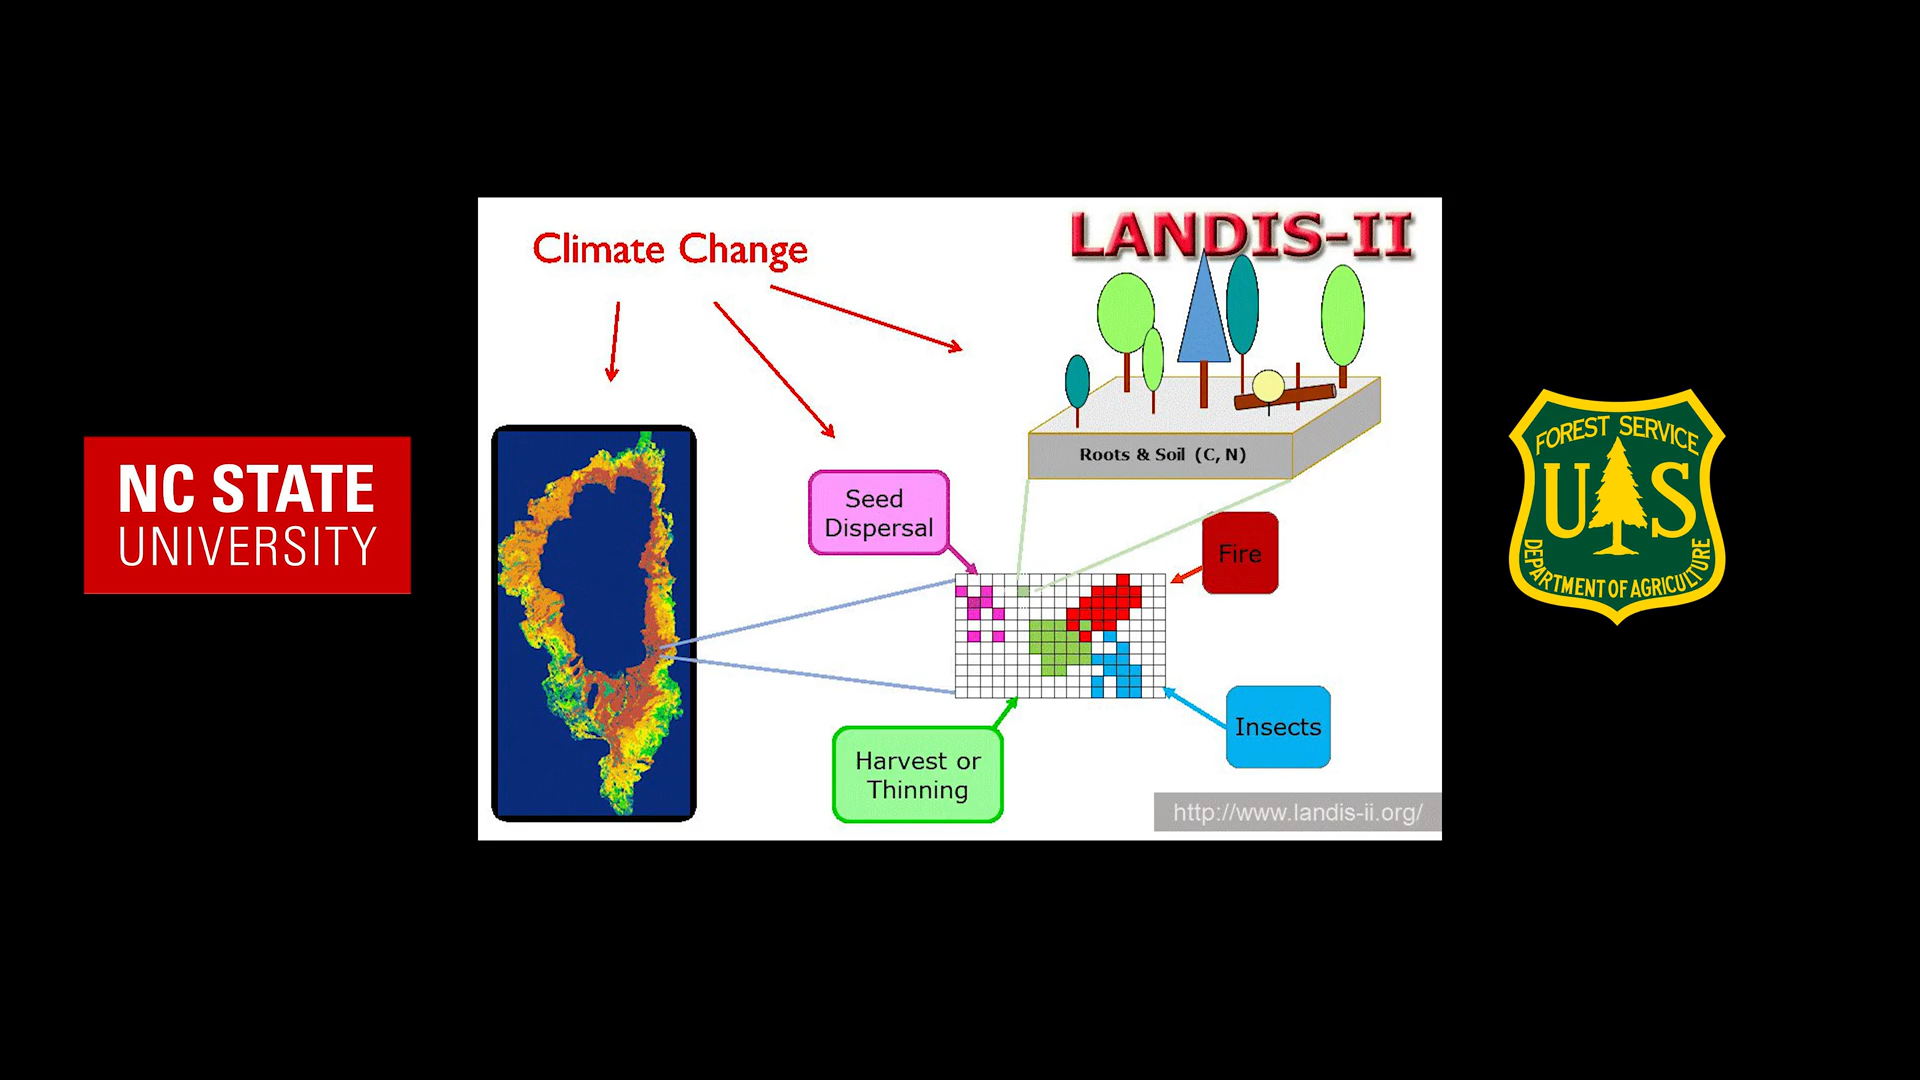 Climate Change
LANDIS-II
Roots & Soil (C, N)
Seed
Dispersal
Fire
Insects
Harvest or
Thinning
http://www.landis-ii.org/
NC STATE
UNIVERSITY
FOREST SERVICE
U S
DEPARTMENT OF AGRICULTURE